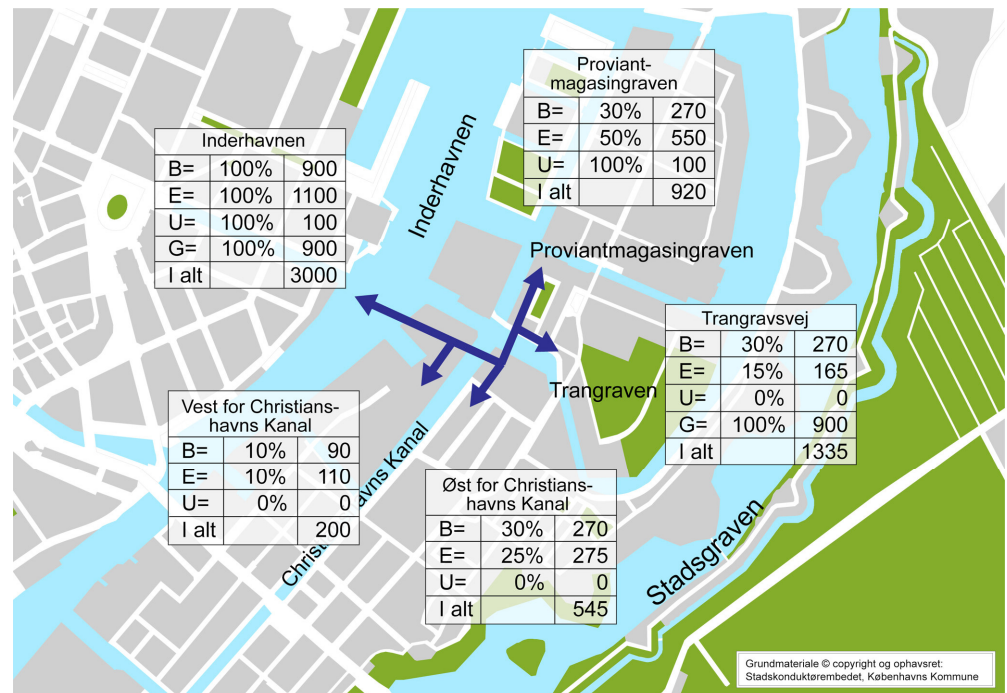 Proviant-
magasingraven
B= 30% 270
E= 50% 550
U= 100% 100
I alt 920
Inderhavnen
B= 100% 900
E= 100% 1100
U= 100% 100
G= 100% 900
I alt 3000
Inderhavnen
Proviantmagasingraven
Trangravsvej
B= 30% 270
E= 15% 165
U= 0% 0
G= 100% 900
I alt 1335
Trangraven
Vest for Christians-
havns Kanal
B= 10% 90
E= 10% 110
U= 0% 0
I alt 200
Christ
avns Kanal
Øst for Christians-
havns Kanal
B= 30% 270
E= 25% 275
U= 0% 0
I alt 545
Stadsgraven
Grundmateriale © copyright og ophavsret:
Stadskonduktørembedet, Københavns Kommune